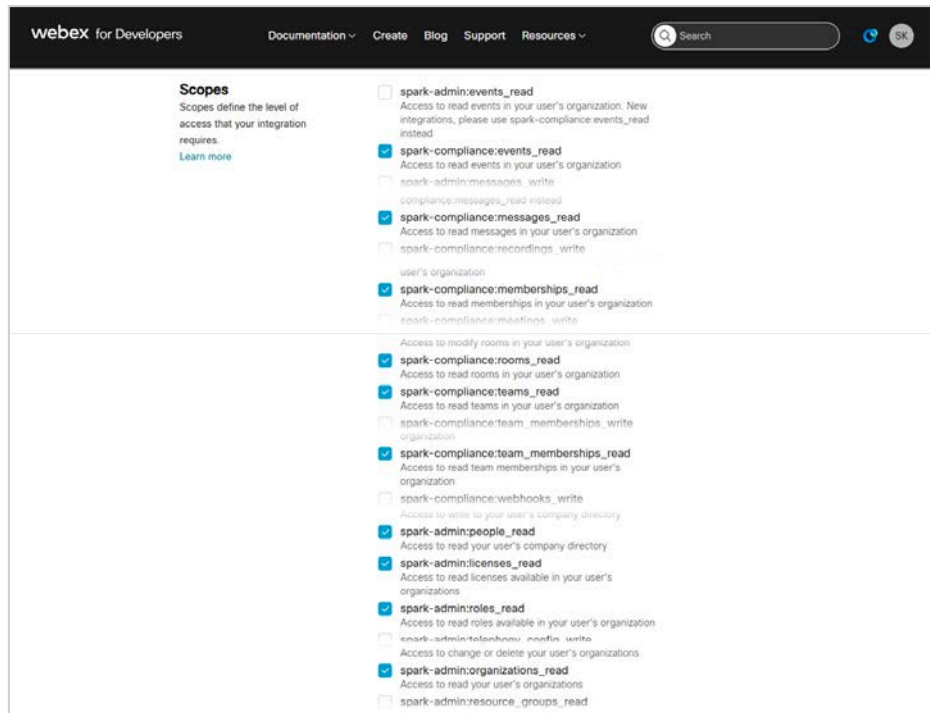 webex for Developers
Documentation Create Blog Support Resources Search SK
Scopes
Scopes define the level of
access that your integration
requires.
Learn more
spark-admin:events_read
Access to read events in your user's organization. New
integrations, please use spark-compliance:events_read
instead
spark-compliance:events_read
Access to read events in your user's organization
spark-admin:messages_write
compliance:messages_read instead
spark-compliance:messages_read
Access to read messages in your user's organization
spark-compliance:recordings_write
user's organization
spark-compliance:memberships_read
Access to read memberships in your user's organization
spark-compliance:meetings_write
Access to modify rooms in your user's organization
spark-compliance:rooms_read
Access to read rooms in your user's organization
spark-compliance:teams_read
Access to read teams in your user's organization
spark-compliance:team_memberships_write
organization
spark-compliance:team_memberships_read
Access to read team memberships in your user's
organization
spark-compliance:webhooks_write
Access to write to your user's company directory
spark-admin:people_read
Access to read your user's company directory
spark-admin:licenses_read
Access to read licenses available in your user's
organizations
spark-admin:roles_read
Access to read roles available in your user's organization
spark-admin:telephony_config_write
Access to change or delete your user's organizations
spark-admin:organizations_read
Access to read your user's organizations
spark-admin:resource_groups_read